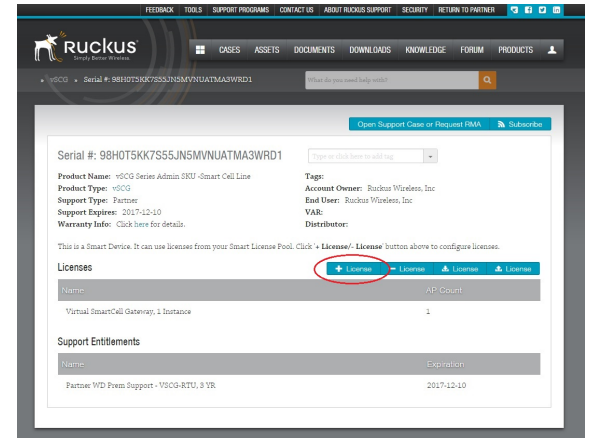 FEEDBACK TOOLS SUPPORT PROGRAMS CONTACT US ABOUT RUCKUS SUPPORT SECURITY RETURN TO PARTNER
Ruckus
Simply Better Wireless.
CASES ASSETS DOCUMENTS DOWNLOADS KNOWLEDGE FORUM PRODUCTS
vSCG Serial #: 98H0T5KK7S55JN5MVNUATMA3WRD1
What do you need help with?
Open Support Case or Request RMA Subscribe
Serial #: 98H0T5KK7S55JN5MVNUATMA3WRD1
Type or click here to add tag
Product Name: vSCG Series Admin SKU -Smart Cell Line
Tags:
Product Type: vSCG
Account Owner: Ruckus Wireless, Inc
Support Type: Partner
End User: Ruckus Wireless, Inc
Support Expires: 2017-12-10
VAR:
Warranty Info: Click here for details.
Distributor:
This is a Smart Device. It can use licenses from your Smart License Pool. Click '+ License/- License' button above to configure licenses.
Licenses
+ License - License License License
Name AP Count
Virtual SmartCell Gateway, 1 Instance 1
Support Entitlements
Name Expiration
Partner WD Prem Support - VSCG-RTU, 3 YR 2017-12-10